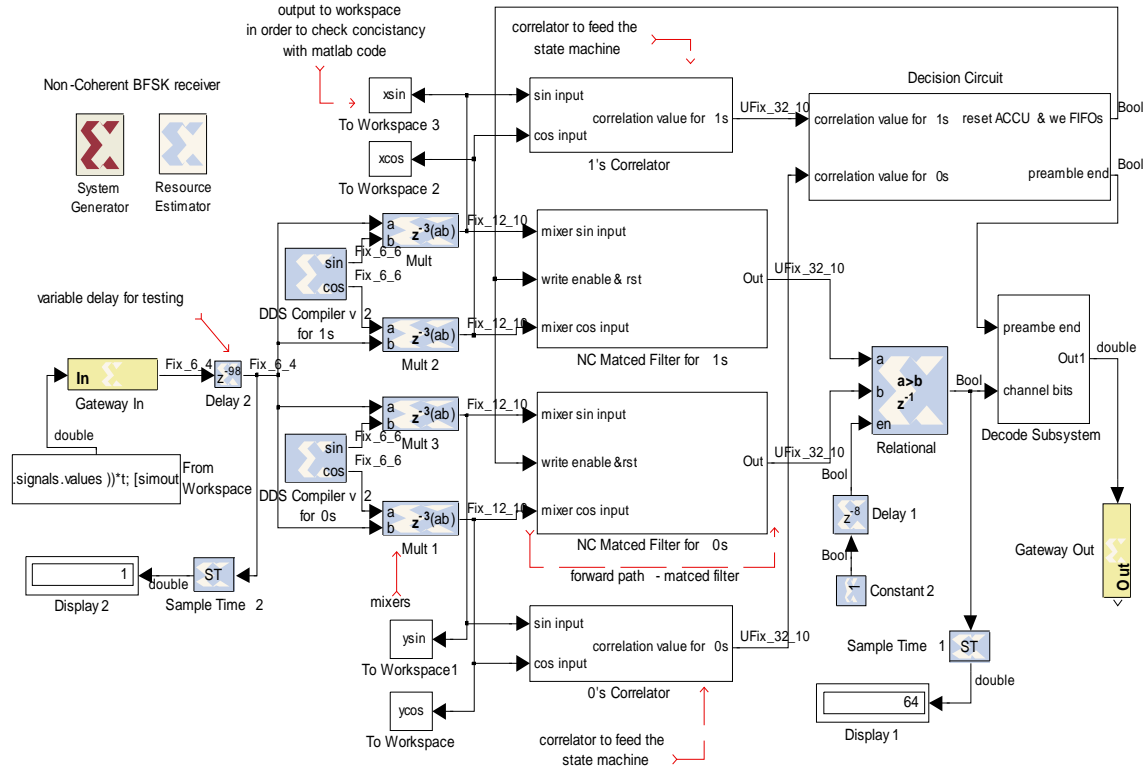 output to workspace
in order to check concistancy
with matlab code
correlator to feed the
state machine
Non-Coherent BFSK receiver
System
Generator
Resource
Estimator
xsin
To Workspace 3
xcos
To Workspace 2
sin input
cos input
correlation value for 1s
1's Correlator
UFix_32_10
Decision Circuit
correlation value for 1s
reset ACCU & we FIFOs
correlation value for 0s
preamble end
Bool
Bool
variable delay for testing
In
Gateway In
Fix_6_4
z-98
Delay 2
Fix_6_4
double
.signals.values ))*t; [simout
From
Workspace
1
Display 2
double
ST
Sample Time 2
sin
cos
DDS Compiler v 2
for 1s
Fix_6_6
Fix_6_6
a
b
z-3(ab)
Mult
Fix_12_10
a
b
z-3(ab)
Mult 2
Fix_12_10
mixer sin input
write enable & rst
mixer cos input
Out
NC Matced Filter for 1s
UFix_32_10
sin
cos
DDS Compiler v 2
for 0s
Fix_6_6
Fix_6_6
a
b
z-3(ab)
Mult 3
Fix_12_10
a
b
z-3(ab)
Mult 1
Fix_12_10
mixer sin input
write enable &rst
mixer cos input
Out
NC Matced Filter for 0s
UFix_32_10
forward path - matced filter
mixers
a
b
en
a>b
z-1
Relational
Bool
Bool
z-8
Delay 1
Bool
1
Constant 2
preambe end
channel bits
Out1
Decode Subsystem
double
Gateway Out
Out
ysin
To Workspace1
ycos
To Workspace
sin input
cos input
correlation value for 0s
0's Correlator
UFix_32_10
correlator to feed the
state machine
Sample Time 1
ST
double
64
Display 1